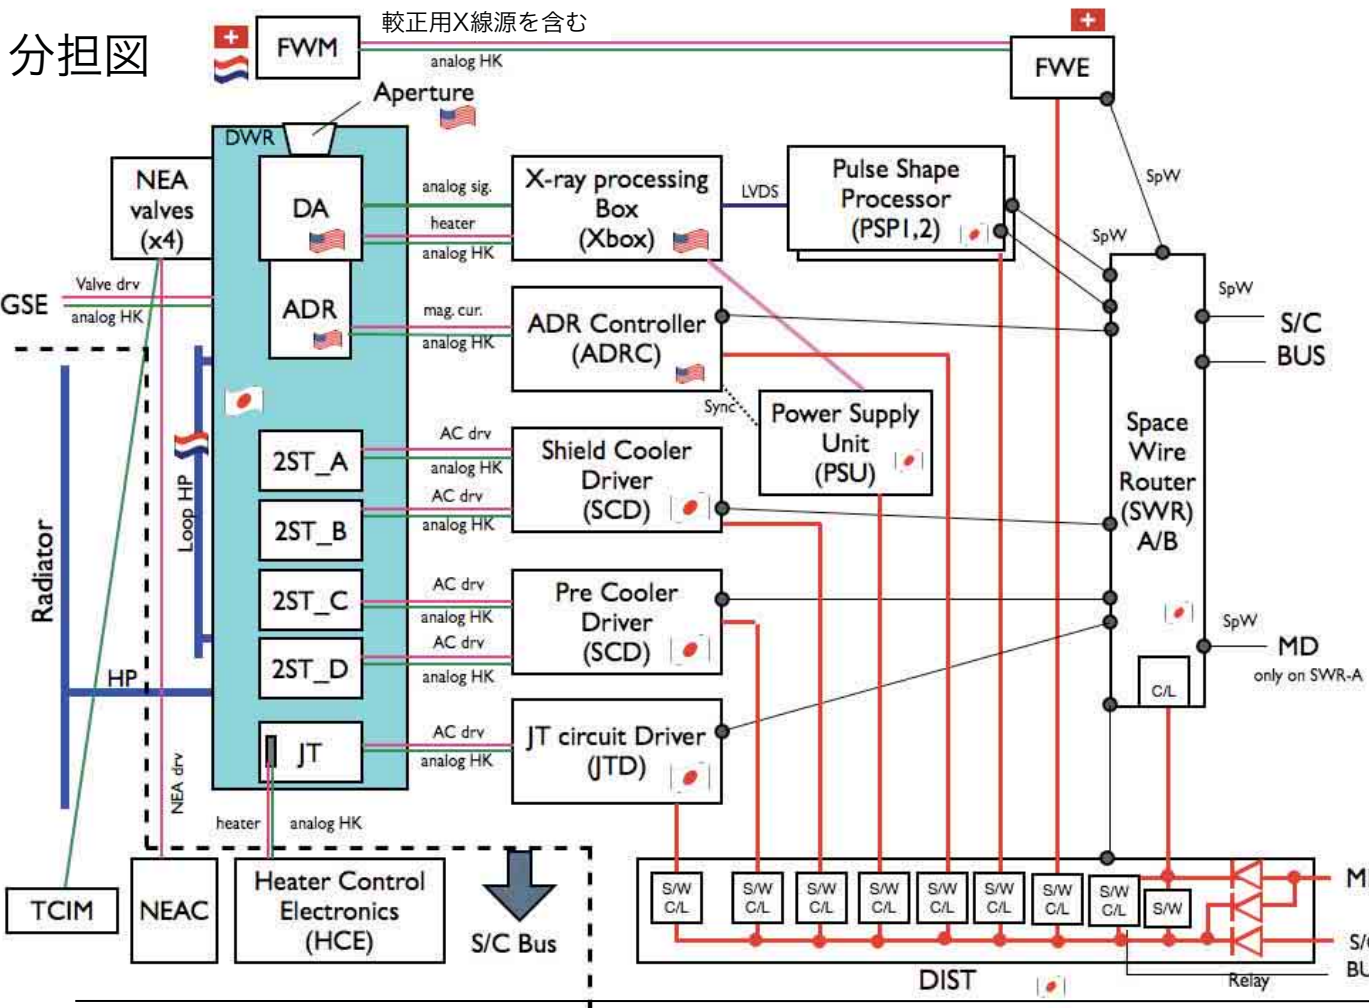 分担図
FWM
較正用X線源を含む
analog HK
FWE
Aperture
DWR
NEA
valves
(x4)
DA
analog sig.
heater
analog HK
X-ray processing
Box
(Xbox)
LVDS
Pulse Shape
Processor
(PSP1,2)
SpW
SpW
GSE
Valve drv
analog HK
ADR
mag. cur.
analog HK
ADR Controller
(ADRC)
SpW
S/C
BUS
Sync
Power Supply
Unit
(PSU)
Space
Wire
Router
(SWR)
A/B
2ST_A
AC drv
analog HK
Shield Cooler
Driver
(SCD)
2ST_B
AC drv
analog HK
Loop HP
Radiator
2ST_C
AC drv
analog HK
Pre Cooler
Driver
(SCD)
2ST_D
AC drv
analog HK
SpW
MD
only on SWR-A
C/L
HP
JT
AC drv
analog HK
JT circuit Driver
(JTD)
NEA drv
heater
analog HK
TCIM
NEAC
Heater Control
Electronics
(HCE)
S/C Bus
S/W
C/L
S/W
C/L
S/W
C/L
S/W
C/L
S/W
C/L
S/W
C/L
S/W
C/L
S/W
C/L
S/W
DIST
Relay